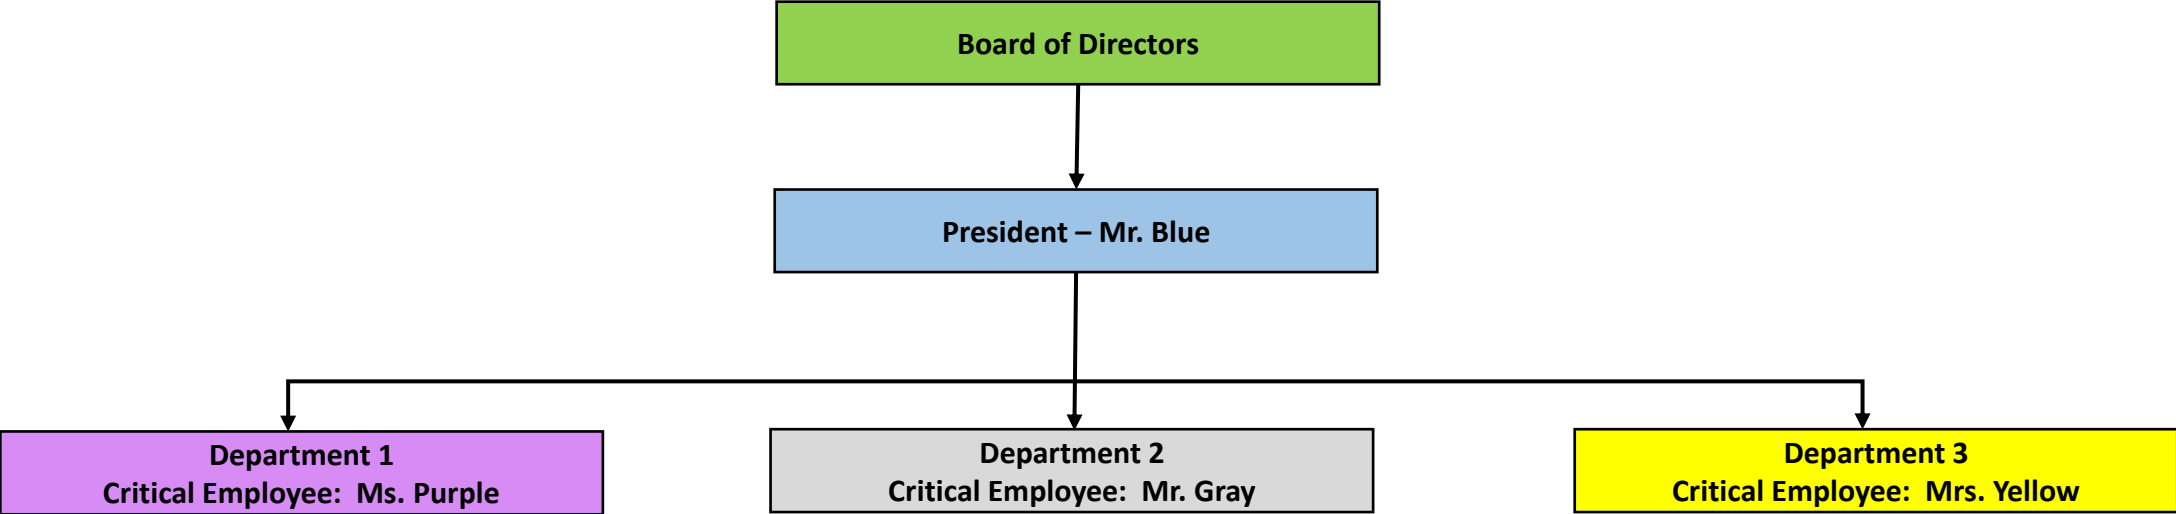 Board of Directors
President – Mr. Blue
Department 1
Critical Employee:  Ms. Purple
Department 2
Critical Employee:  Mr. Gray
Department 3
Critical Employee:  Mrs. Yellow